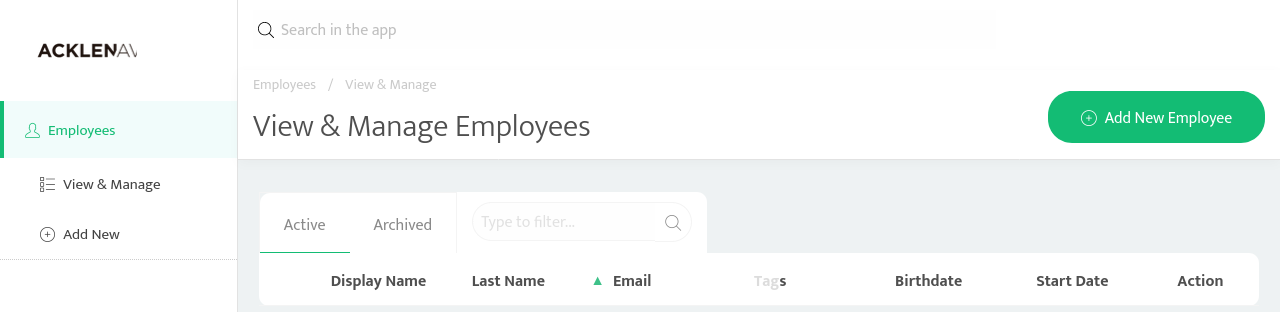 Search in the app
ACKLENAV
Employees / View & Manage
View & Manage Employees
Add New Employee
Employees
View & Manage
Add New
Active Archived Type to filter...
Display Name Last Name ▲ Email Tags Birthdate Start Date Action